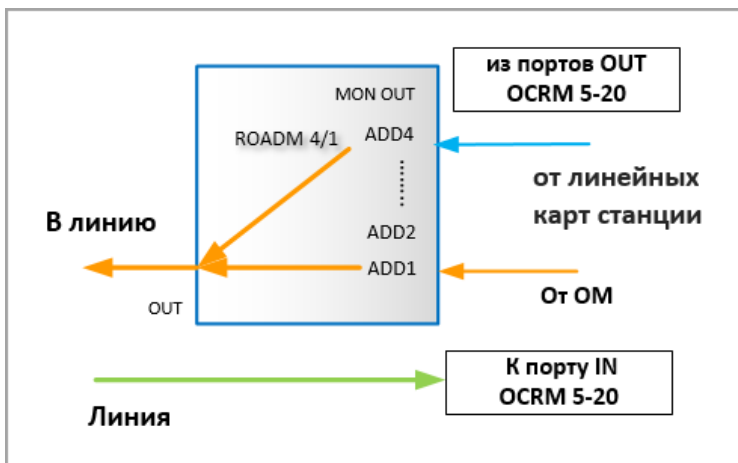 из портов OUT
OCRM 5-20
MON OUT
ROADM 4/1
ADD4
от линейных
карт станции
В линию
ADD2
ADD1
От ОМ
OUT
К порту IN
OCRM 5-20
Линия